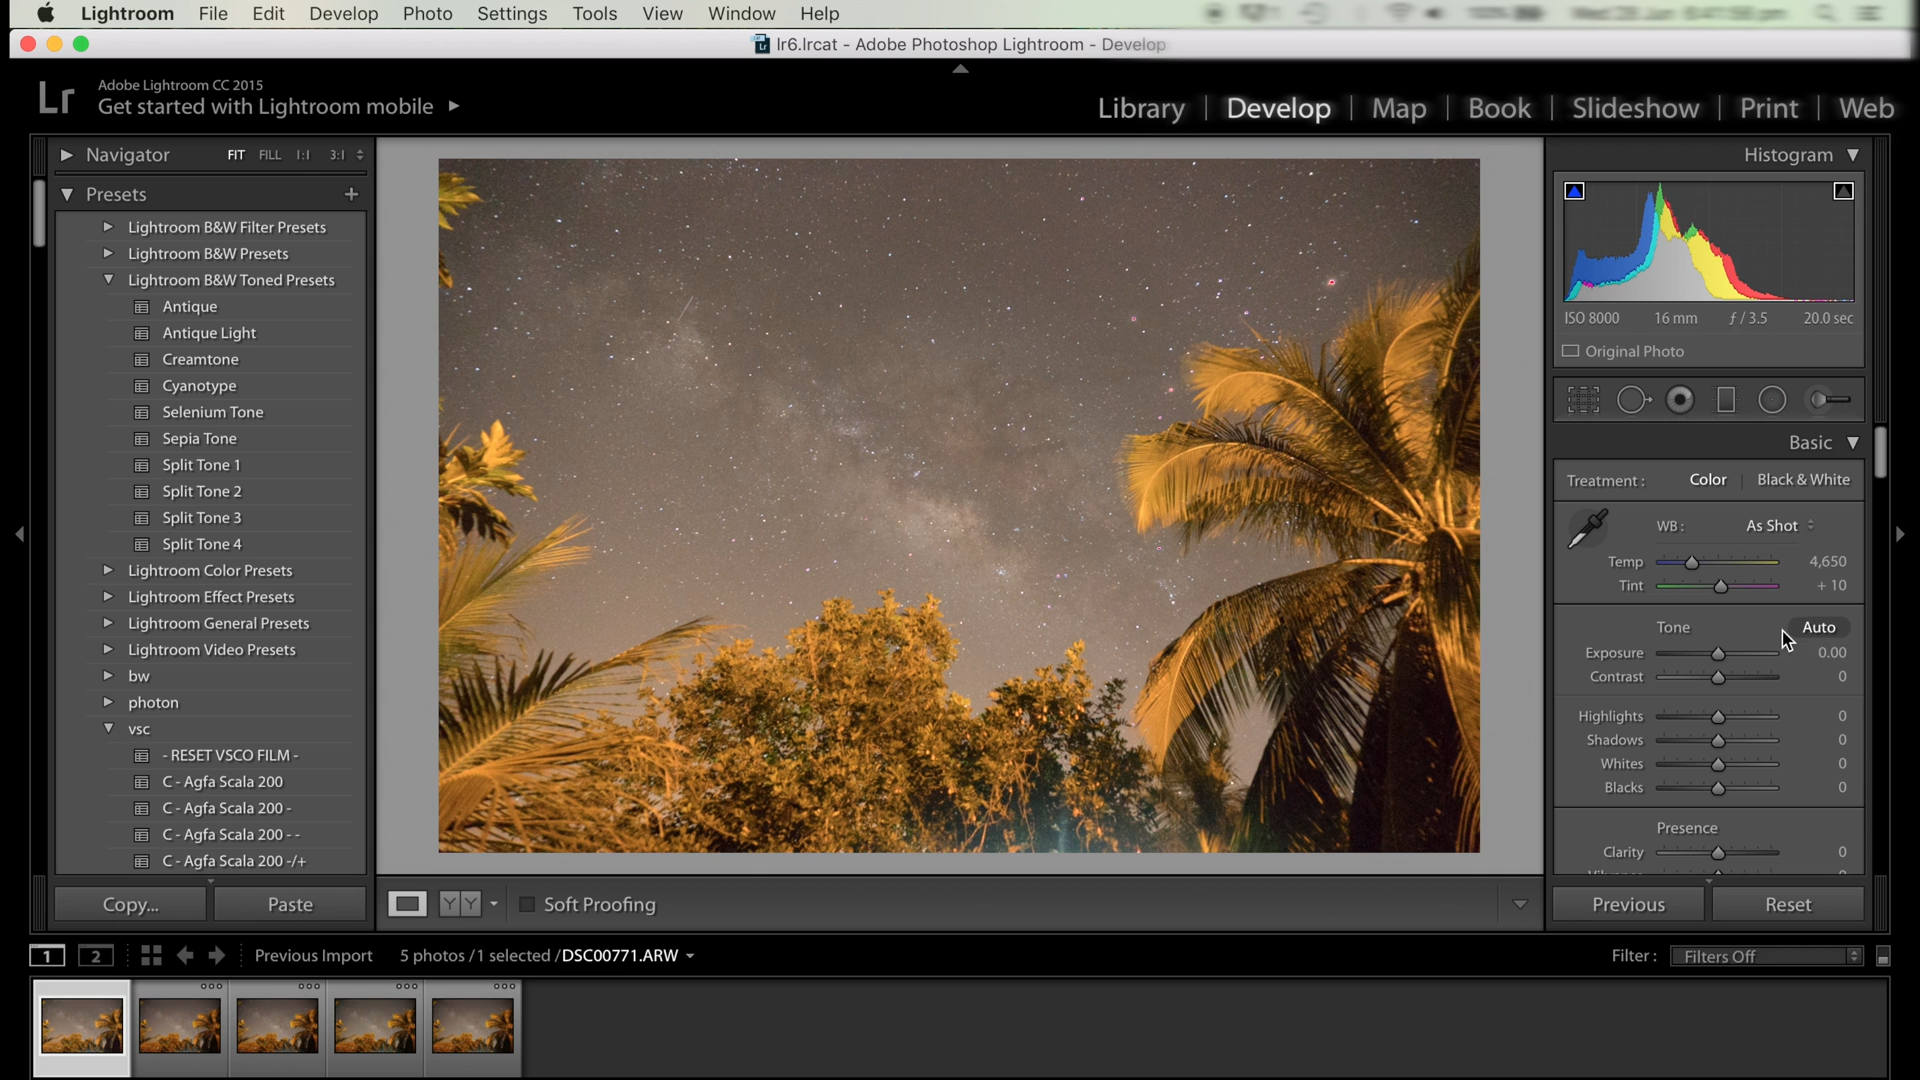 Lightroom File Edit Develop Photo Settings Tools View Window Help
lr6.lrcat - Adobe Photoshop Lightroom - Develop
Lr
Adobe Lightroom CC 2015
Get started with Lightroom mobile
Library | Develop | Map | Book | Slideshow | Print | Web
Navigator FIT FILL 1:1 3:1
Presets +
Lightroom B&W Filter Presets
Lightroom B&W Presets
Lightroom B&W Toned Presets
Antique
Antique Light
Creamtone
Cyanotype
Selenium Tone
Sepia Tone
Split Tone 1
Split Tone 2
Split Tone 3
Split Tone 4
Lightroom Color Presets
Lightroom Effect Presets
Lightroom General Presets
Lightroom Video Presets
bw
photon
vsc
- RESET VSCO FILM -
C - Agfa Scala 200
C - Agfa Scala 200 -
C - Agfa Scala 200 - -
C - Agfa Scala 200 -/+
Copy... Paste
Y Y Soft Proofing
Histogram
ISO 8000 16 mm ƒ / 3.5 20.0 sec
Original Photo
Basic
Treatment : Color | Black & White
WB : As Shot
Temp 4,650
Tint + 10
Tone Auto
Exposure 0.00
Contrast 0
Highlights 0
Shadows 0
Whites 0
Blacks 0
Presence
Clarity 0
Previous Reset
1 2 Previous Import 5 photos / 1 selected / DSC00771.ARW
Filter : Filters Off